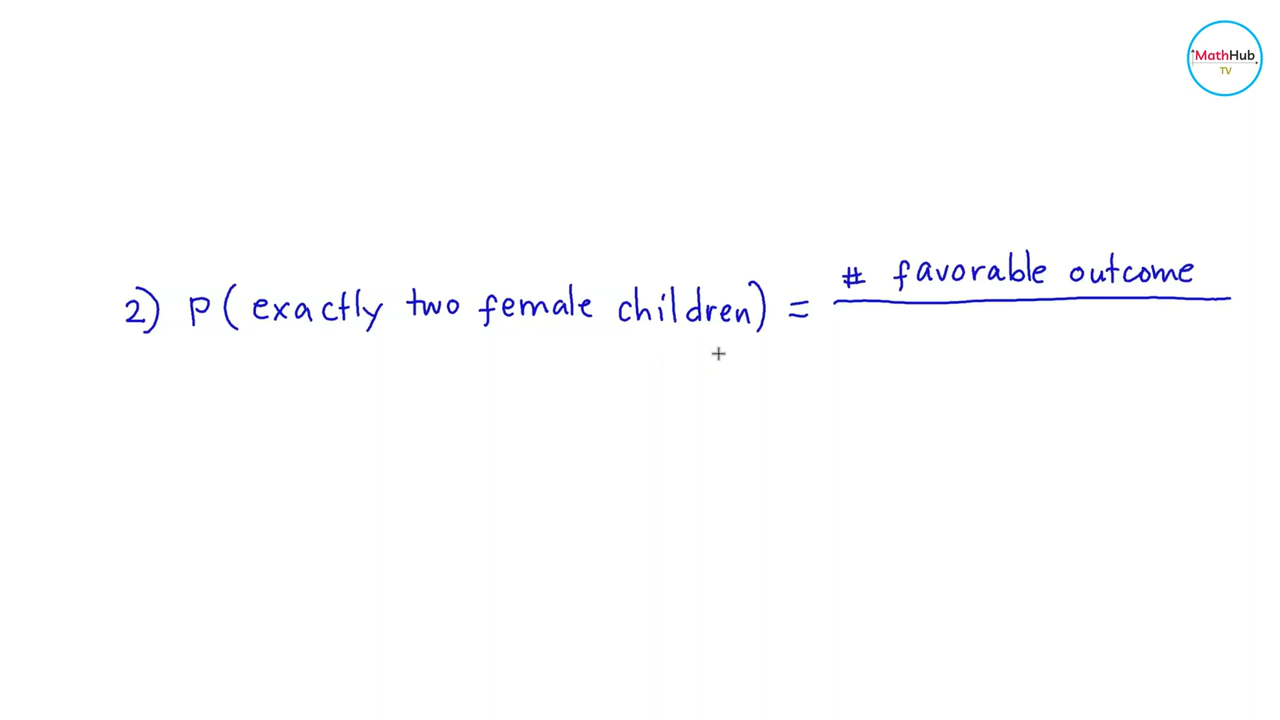 MathHub
TV
# favorable outcome
2) P( exactly two female children) =